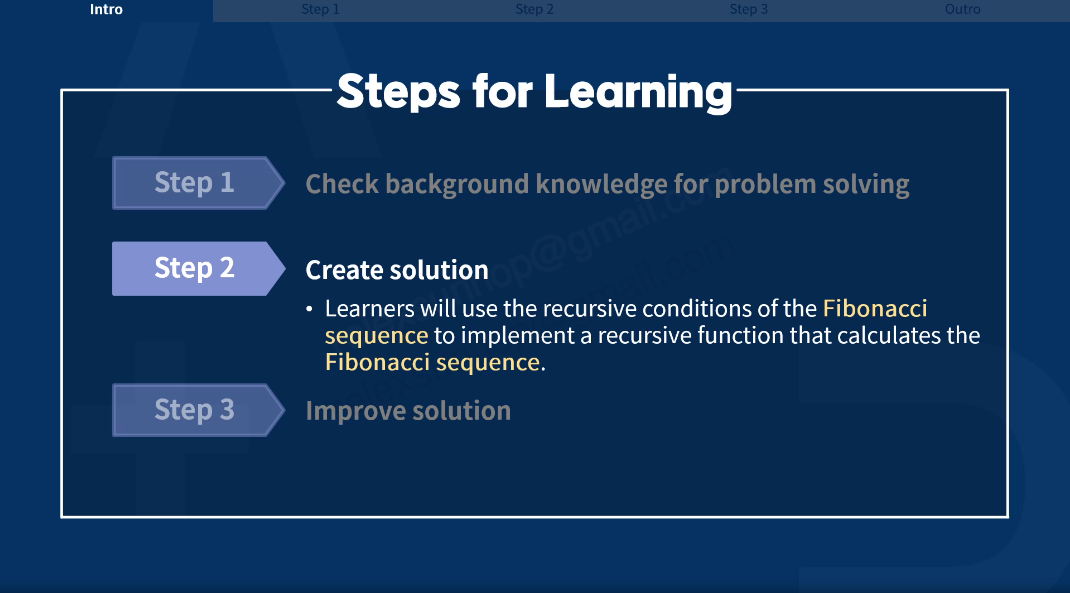 Intro
Step 1
Step 2
Step 3
Outro
Steps for Learning
Step 1
Check background knowledge for problem solving
Step 2
Create solution
• Learners will use the recursive conditions of the Fibonacci
sequence to implement a recursive function that calculates the
Fibonacci sequence.
Step 3
Improve solution